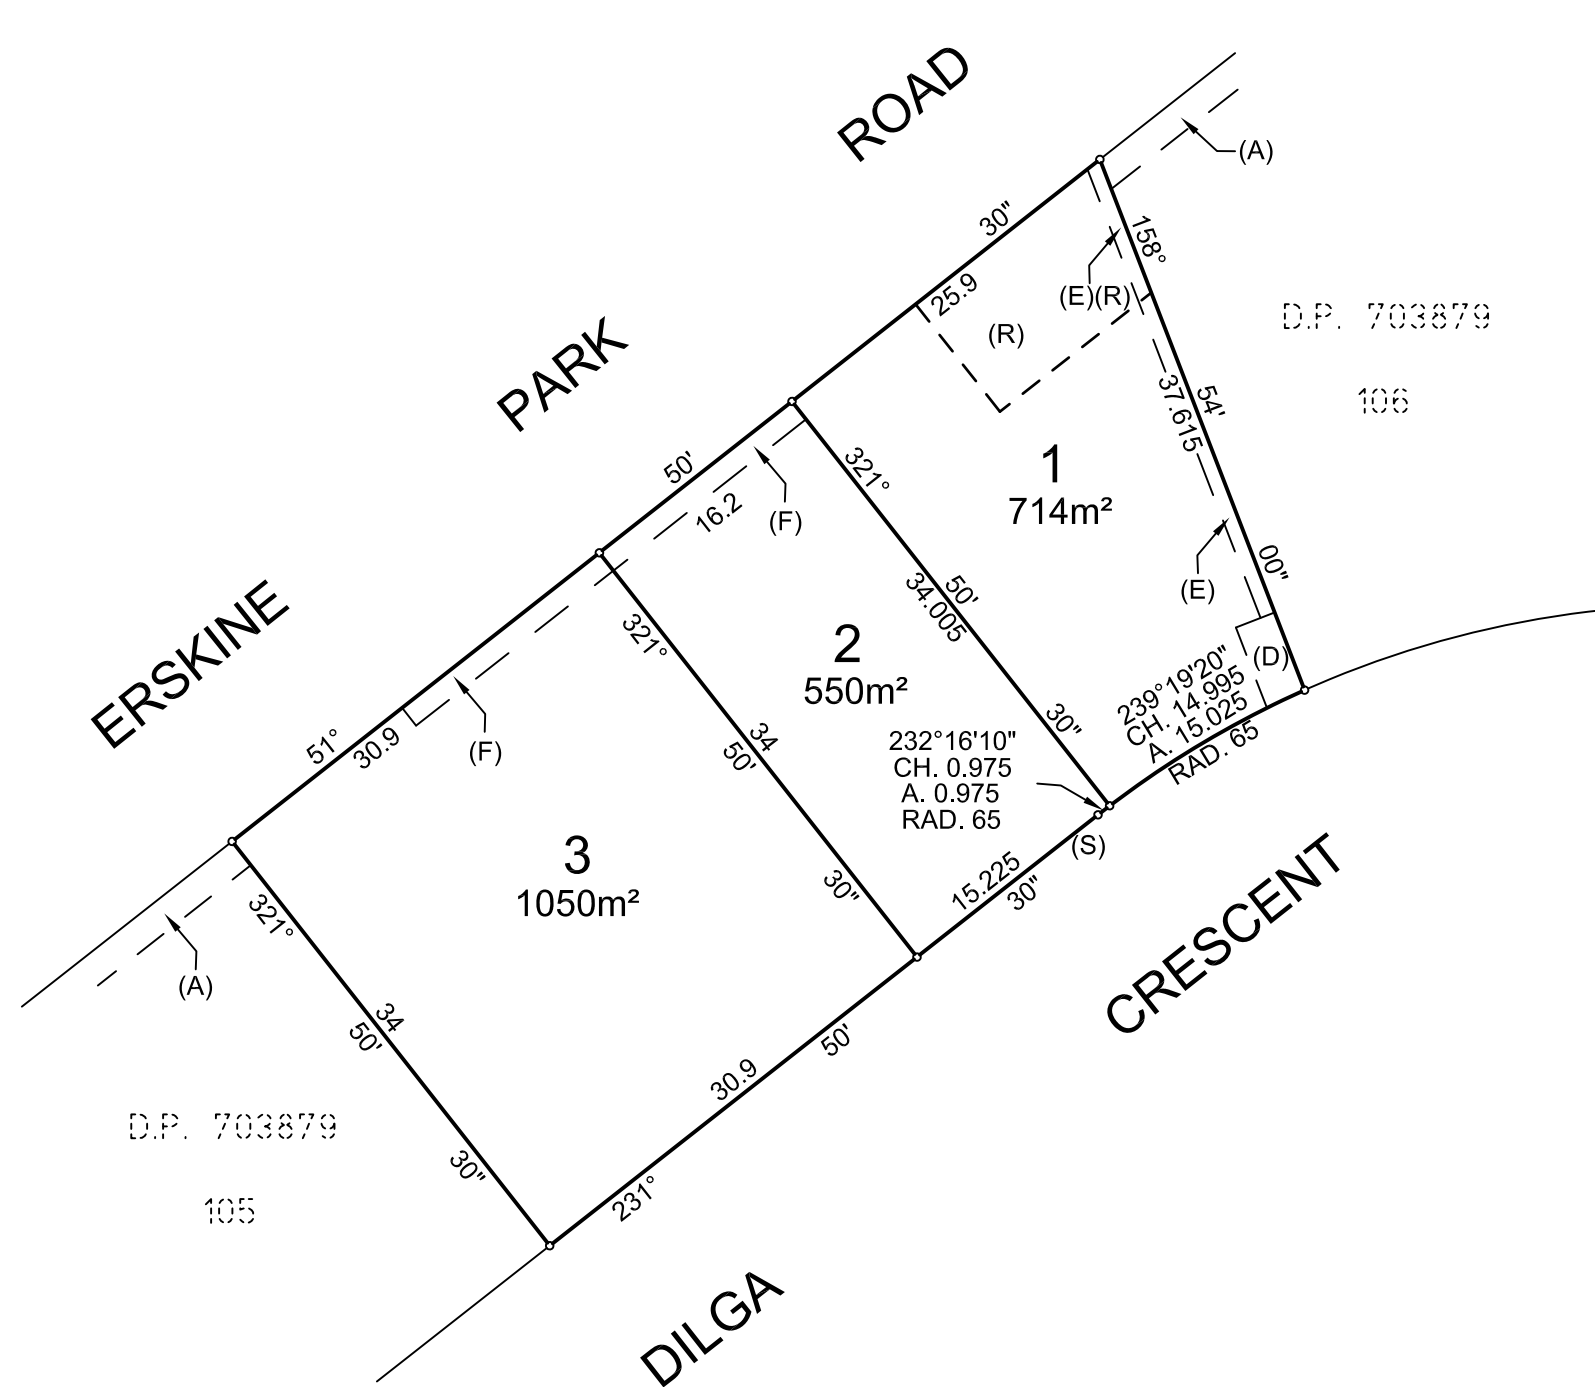 ROAD
(A)
30"
158°
25.9
(E)(R)
(R)
D.P. 703879
PARK
54'
37.615
106
50'
321°
1
714m²
16.2
(F)
00"
50'
34.005
(E)
ERSKINE
321°
2
550m²
(D)
239°19'20"
CH. 14.995
A. 15.025
RAD. 65
30"
51°
30.9
(F)
34
50'
232°16'10"
CH. 0.975
A. 0.975
RAD. 65
(S)
3
1050m²
30"
15.225
30"
CRESCENT
321°
(A)
34
50'
50'
30.9
D.P. 703879
30"
231°
105
DILGA